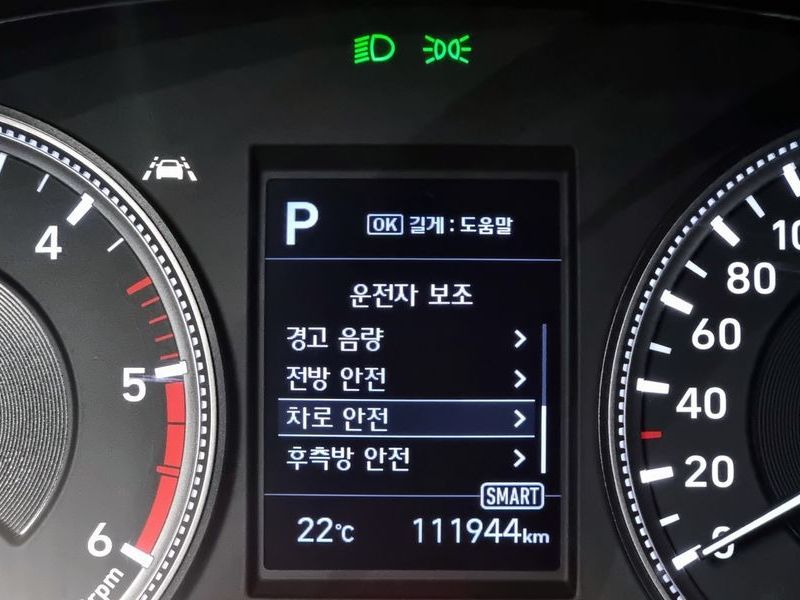 P
OK 길게 : 도움말
운전자 보조
경고 음량
전방 안전
차로 안전
후측방 안전
SMART
22°C
111944km
4
5
6
rpm
100
80
60
40
20
0